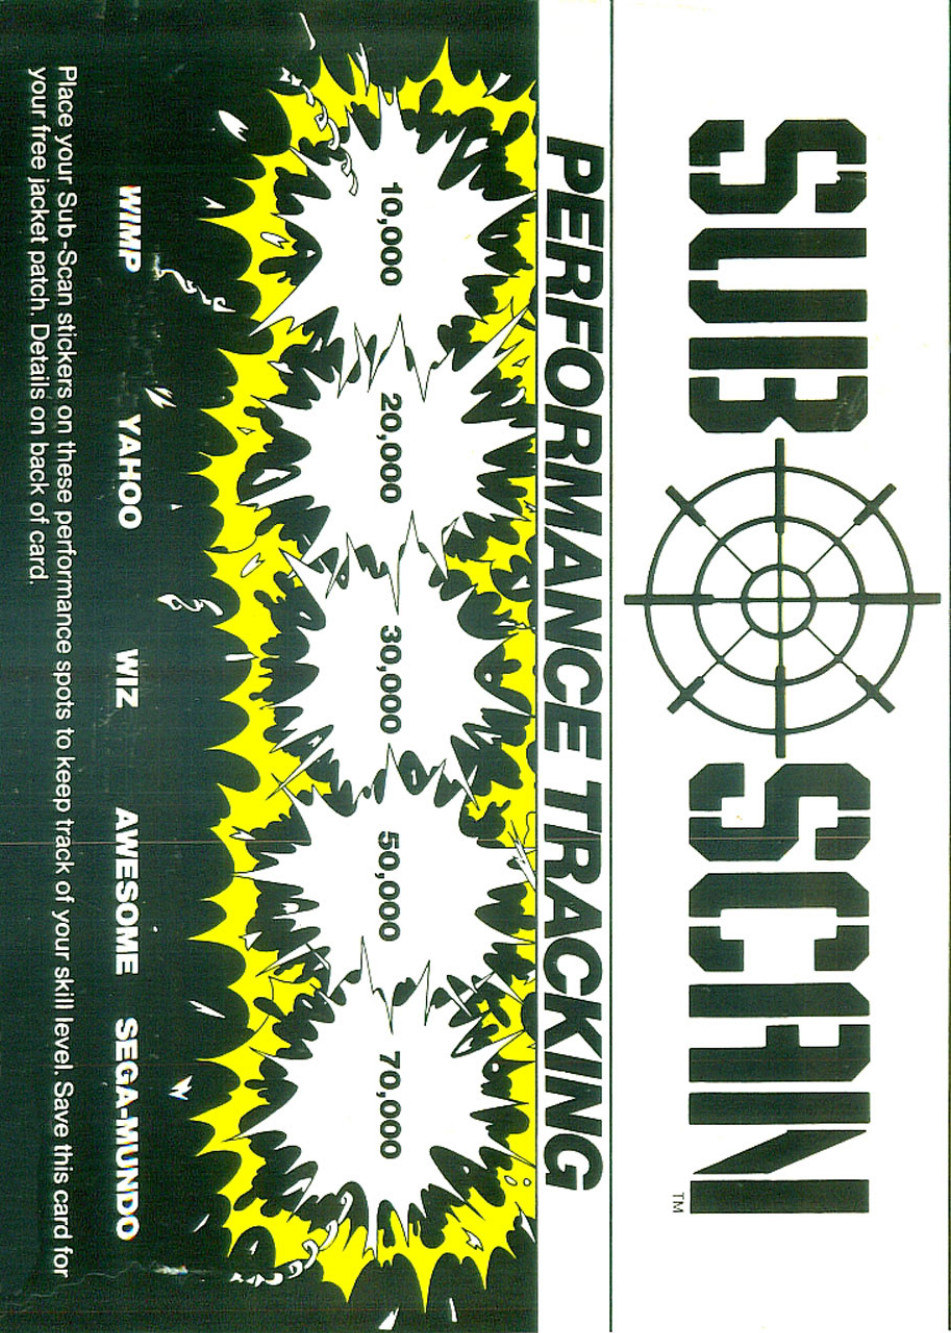 SUB SCAN™
PERFORMANCE TRACKING
10,000 20,000 30,000 50,000 70,000
WIMP YAHOO WIZ AWESOME SEGA-MUNDO
Place your Sub-Scan stickers on these performance spots to keep track of your skill level. Save this card for
your free jacket patch. Details on back of card.